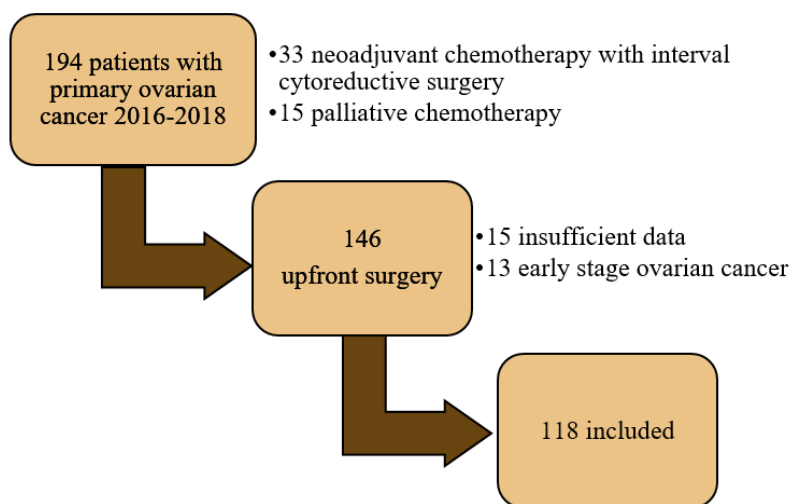 194 patients with
primary ovarian
cancer 2016-2018
•33 neoadjuvant chemotherapy with interval
cytoreductive surgery
•15 palliative chemotherapy
146
upfront surgery
•15 insufficient data
•13 early stage ovarian cancer
118 included